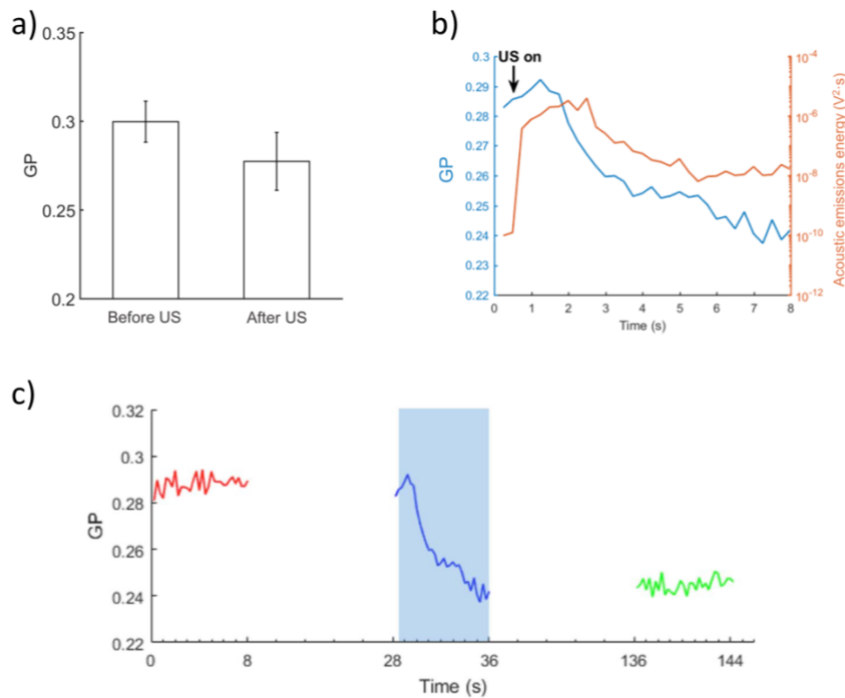 a)
0.35
0.3
0.25
0.2
GP
Before US
After US
b)
US on
0.3
0.29
0.28
0.27
0.26
0.25
0.24
0.23
0.22
GP
10⁻⁴
10⁻⁶
10⁻⁸
10⁻¹⁰
10⁻¹²
Acoustic emissions energy (V²·s)
0 1 2 3 4 5 6 7 8
Time (s)
c)
0.32
0.3
0.28
0.26
0.24
0.22
GP
0 8 28 36 136 144
Time (s)